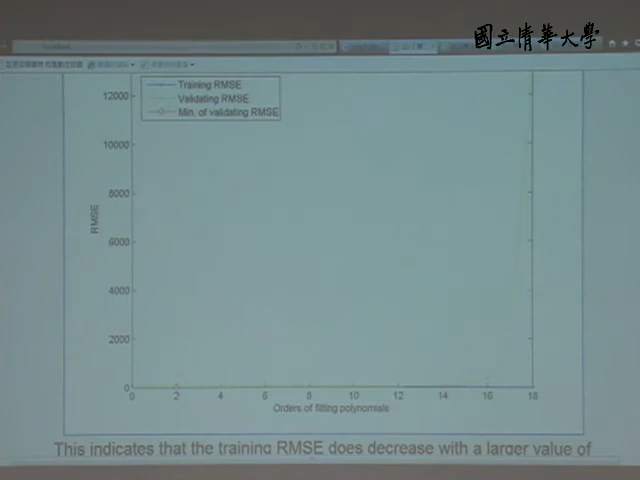 國立清華大學
Training RMSE
Validating RMSE
Min. of validating RMSE
12000
10000
8000
6000
4000
2000
0
RMSE
0 2 4 6 8 10 12 14 16 18
Orders of fitting polynomials
This indicates that the training RMSE does decrease with a larger value of